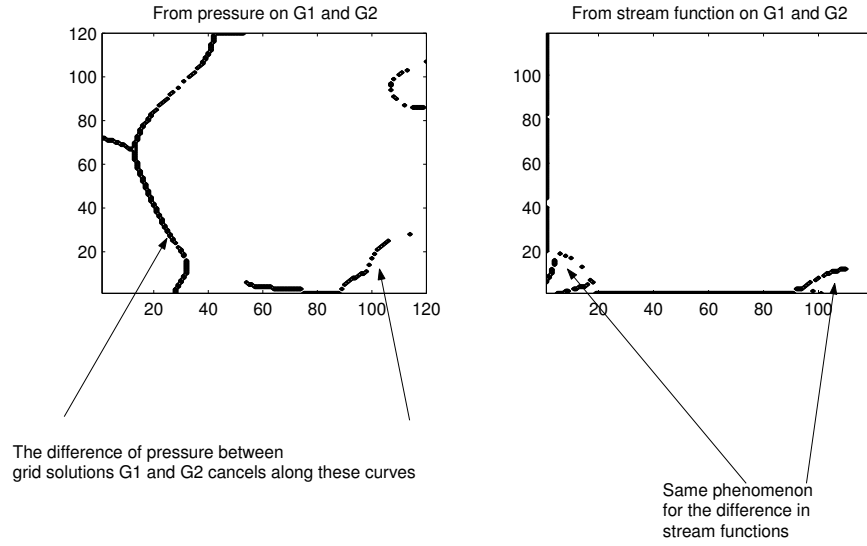 From pressure on G1 and G2
120
100
80
60
40
20
20 40 60 80 100 120
From stream function on G1 and G2
100
80
60
40
20
20 40 60 80 100
The difference of pressure between
grid solutions G1 and G2 cancels along these curves
Same phenomenon
for the difference in
stream functions